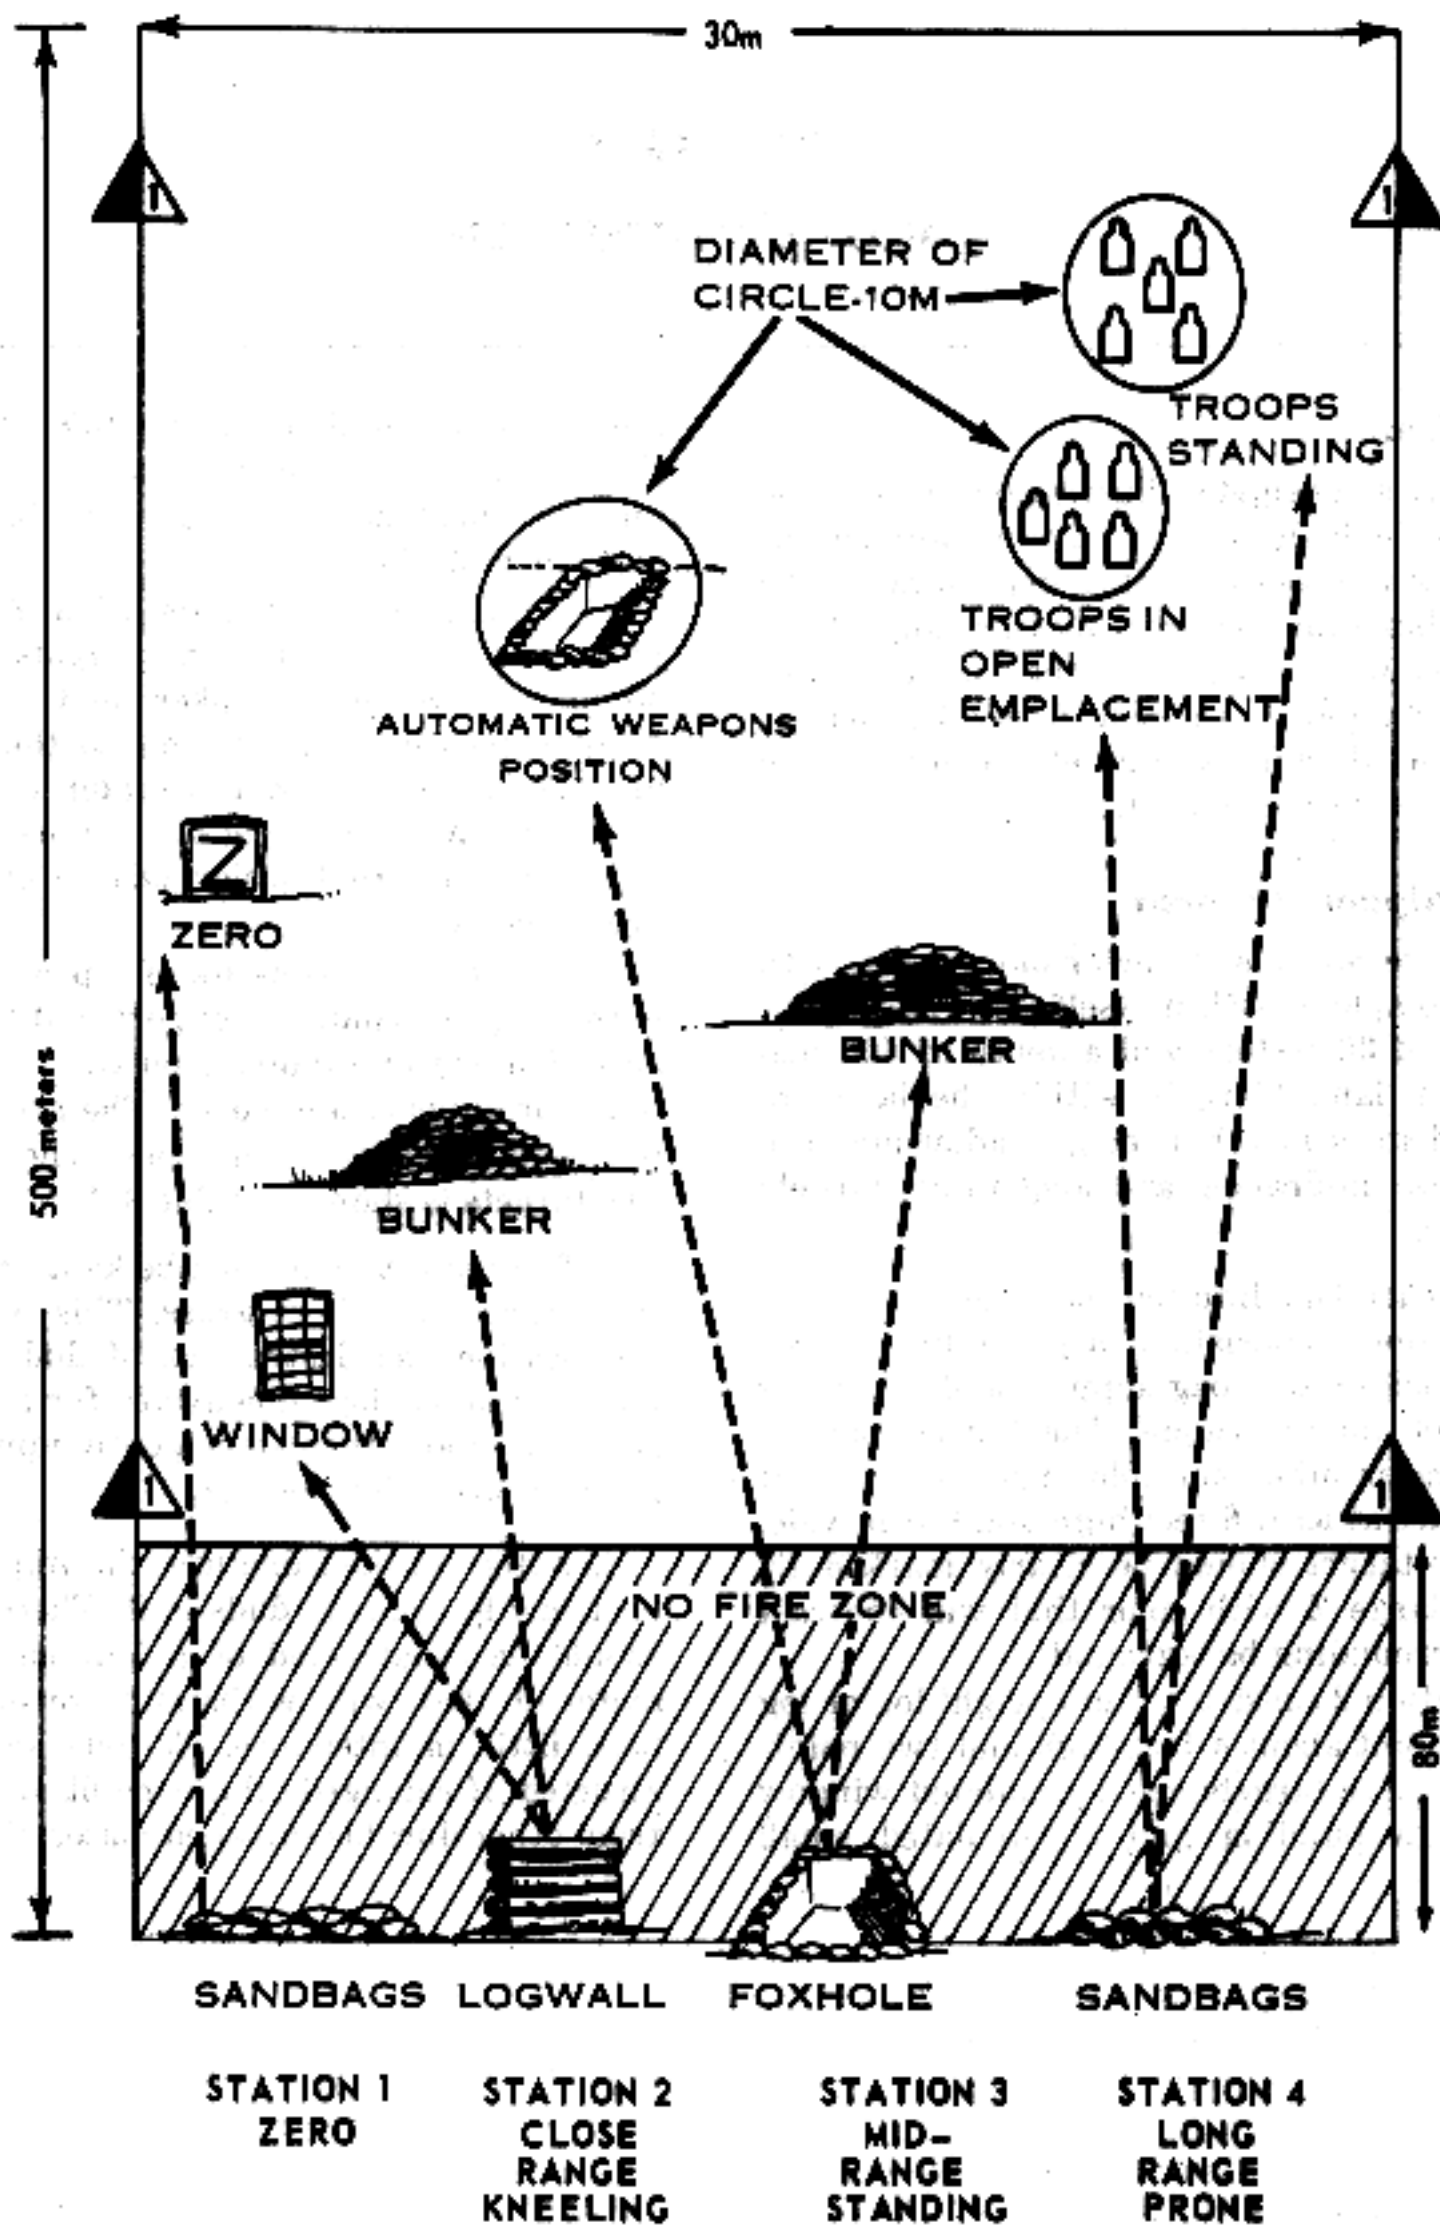 30m
1
1
DIAMETER OF
CIRCLE-10M
TROOPS
STANDING
TROOPS IN
OPEN
EMPLACEMENT
AUTOMATIC WEAPONS
POSITION
Z
ZERO
BUNKER
500 meters
BUNKER
WINDOW
1
1
NO FIRE ZONE
80m
SANDBAGS
LOGWALL
FOXHOLE
SANDBAGS
STATION 1
ZERO
STATION 2
CLOSE
RANGE
KNEELING
STATION 3
MID-
RANGE
STANDING
STATION 4
LONG
RANGE
PRONE